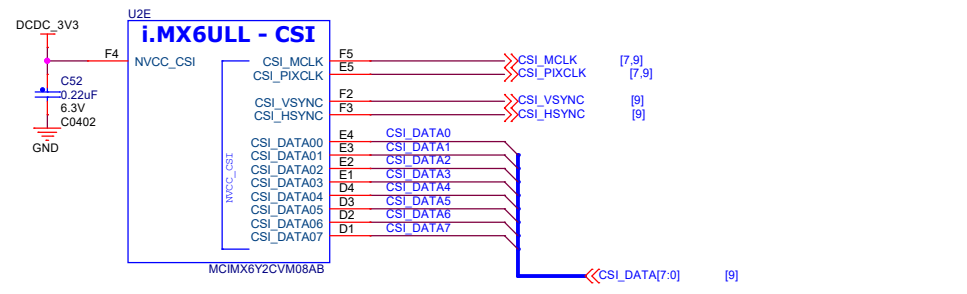 DCDC_3V3
U2E
i.MX6ULL - CSI
F4 NVCC_CSI
C52
0.22uF
6.3V
C0402
GND
NVCC_CSI
CSI_MCLK F5 CSI_MCLK [7,9]
CSI_PIXCLK E5 CSI_PIXCLK [7,9]
CSI_VSYNC F2 CSI_VSYNC [9]
CSI_HSYNC F3 CSI_HSYNC [9]
CSI_DATA00 E4 CSI_DATA0
CSI_DATA01 E3 CSI_DATA1
CSI_DATA02 E2 CSI_DATA2
CSI_DATA03 E1 CSI_DATA3
CSI_DATA04 D4 CSI_DATA4
CSI_DATA05 D3 CSI_DATA5
CSI_DATA06 D2 CSI_DATA6
CSI_DATA07 D1 CSI_DATA7
MCIMX6Y2CVM08AB
CSI_DATA[7:0] [9]